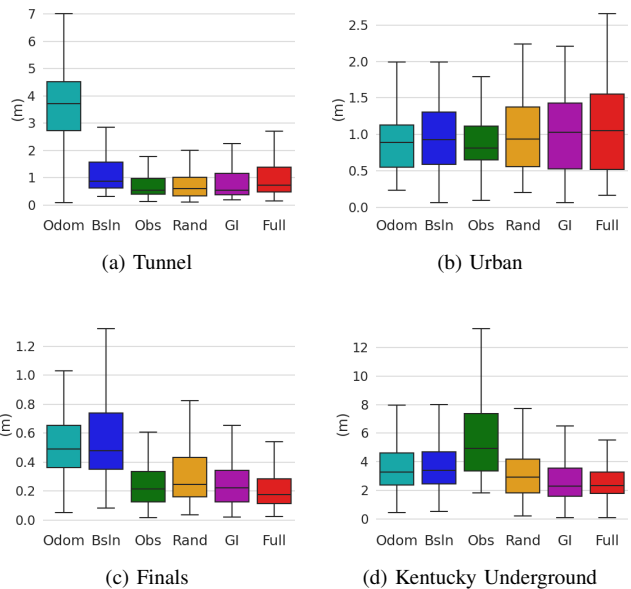 7
6
5
4
3
2
1
0
(m)
Odom Bsln Obs Rand GI Full
(a) Tunnel
2.5
2.0
1.5
1.0
0.5
0.0
(m)
Odom Bsln Obs Rand GI Full
(b) Urban
1.2
1.0
0.8
0.6
0.4
0.2
0.0
(m)
Odom Bsln Obs Rand GI Full
(c) Finals
12
10
8
6
4
2
0
(m)
Odom Bsln Obs Rand GI Full
(d) Kentucky Underground